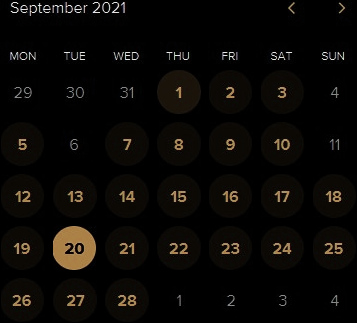 September 2021
MON TUE WED THU FRI SAT SUN
29 30 31 1 2 3 4
5 6 7 8 9 10 11
12 13 14 15 16 17 18
19 20 21 22 23 24 25
26 27 28 1 2 3 4